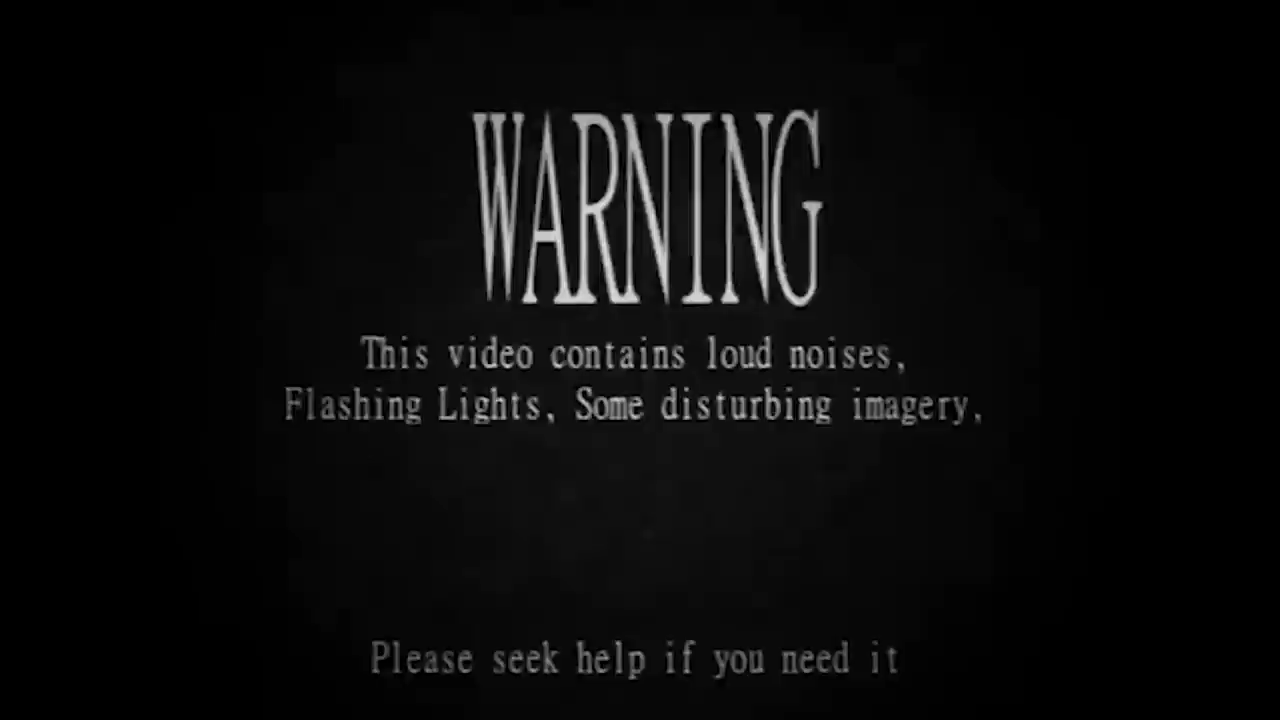 WARNING
This video contains loud noises,
Flashing Lights, Some disturbing imagery,
Please seek help if you need it